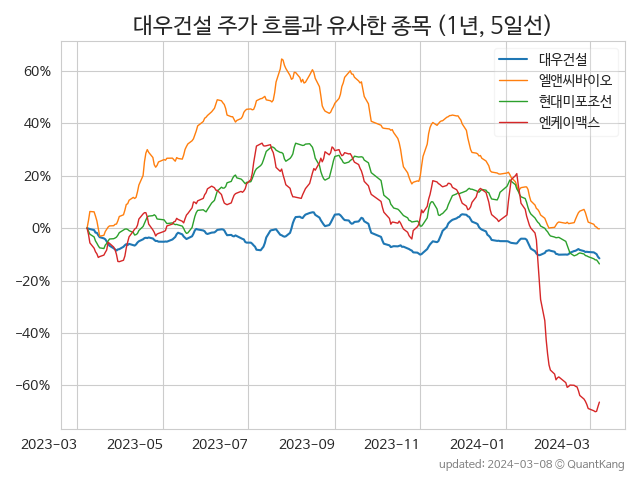 대우건설 주가 흐름과 유사한 종목 (1년, 5일선)
대우건설
엘앤씨바이오
현대미포조선
엔케이맥스
60%
40%
20%
0%
−20%
−40%
−60%
2023-03 2023-05 2023-07 2023-09 2023-11 2024-01 2024-03
updated: 2024-03-08 © QuantKang